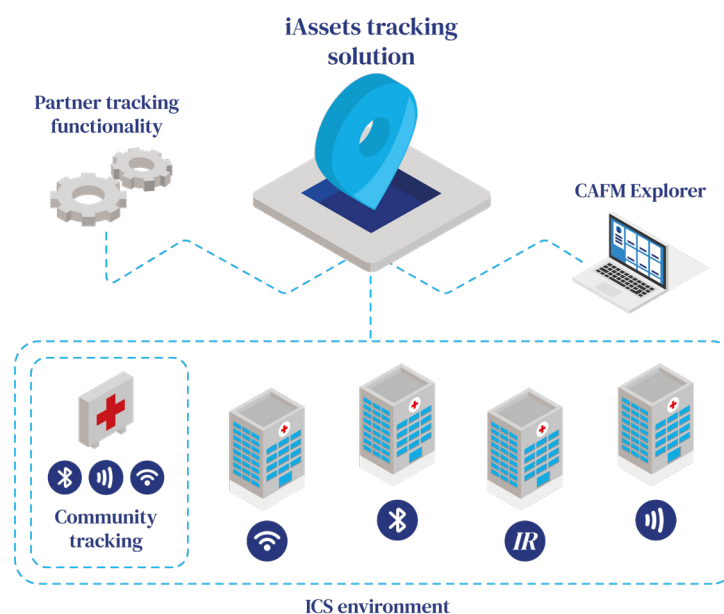 iAssets tracking
solution
Partner tracking
functionality
CAFM Explorer
Community
tracking
IR
ICS environment